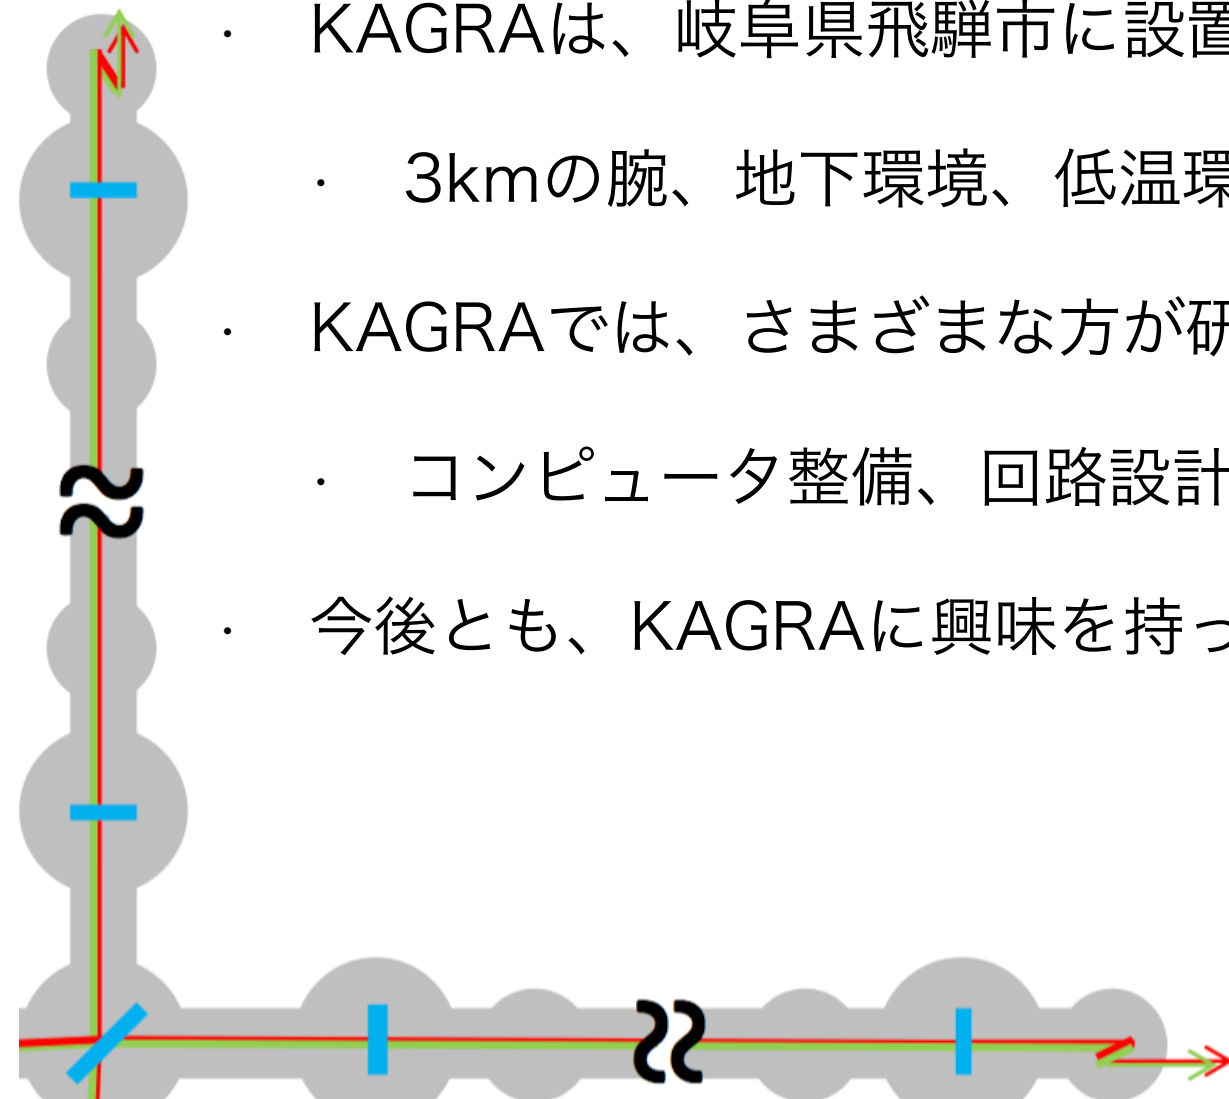 ・ KAGRAは、岐阜県飛騨市に設置
・ 3kmの腕、地下環境、低温環
・ KAGRAでは、さまざまな方が研
・ コンピュータ整備、回路設計
・ 今後とも、KAGRAに興味を持っ